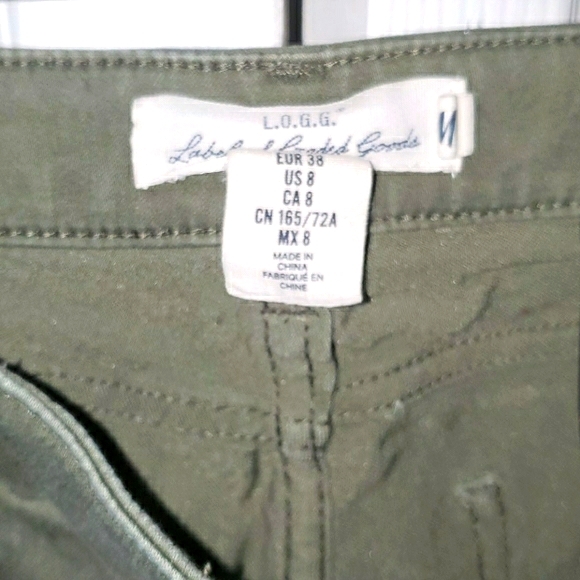 L.O.G.G.
Label of Graded Goods
EUR 38
US 8
CA 8
CN 165/72A
MX 8
MADE IN
CHINA
FABRIQUÉ EN
CHINE